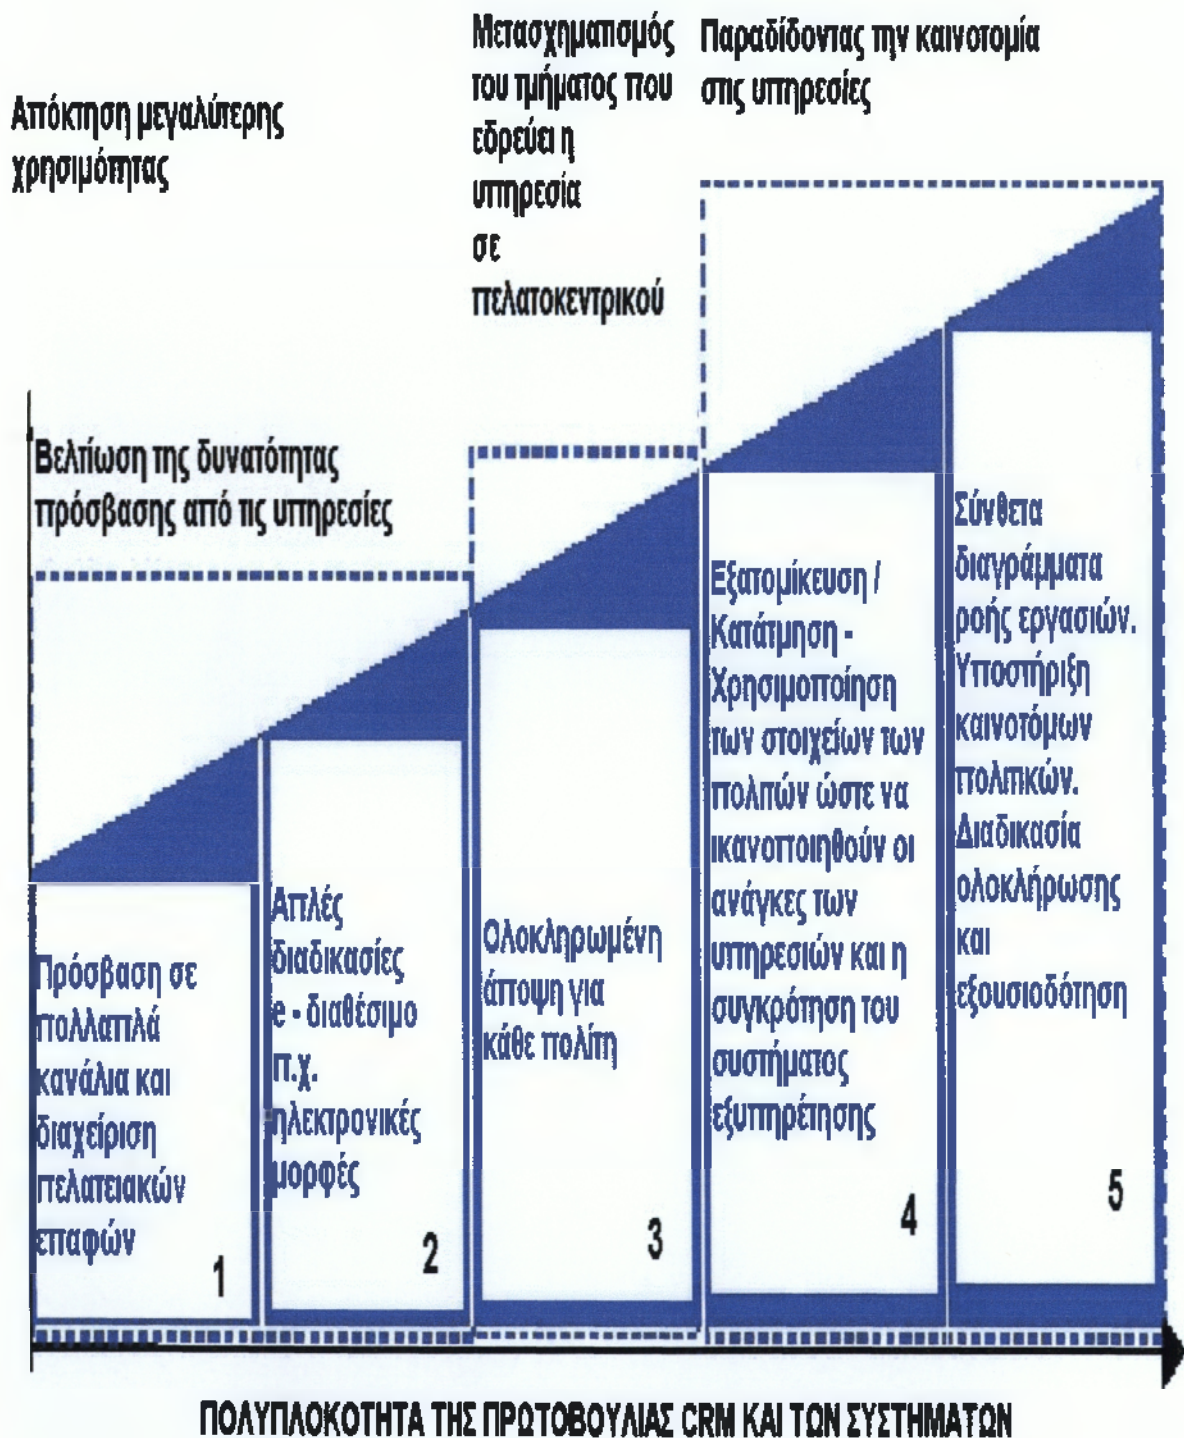 Απόκτηση μεγαλύτερης
χρησιμότητας
Μετασχηματισμός
του τμήματος που
εδρεύει η
υπηρεσία
σε
πελατοκεντρικού
Παραδίδοντας την καινοτομία
στις υπηρεσίες
Βελτίωση της δυνατότητας
πρόσβασης από τις υπηρεσίες
Πρόσβαση σε
πολλαπλά
κανάλια και
διαχείριση
πελατειακών
επαφών
1
Απλές
διαδικασίες
e - διαθέσιμο
π.χ.
ηλεκτρονικές
μορφές
2
Ολοκληρωμένη
άποψη για
κάθε πολίτη
3
Εξατομίκευση /
Κατάτμηση -
Χρησιμοποίηση
των στοιχείων των
πολιτών ώστε να
ικανοποιηθούν οι
ανάγκες των
υπηρεσιών και η
συγκρότηση του
συστήματος
εξυπηρέτησης
4
Σύνθετα
διαγράμματα
ροής εργασιών.
Υποστήριξη
καινοτόμων
πολιτικών.
Διαδικασία
ολοκλήρωσης
και
εξουσιοδότηση
5
ΠΟΛΥΠΛΟΚΟΤΗΤΑ ΤΗΣ ΠΡΩΤΟΒΟΥΛΙΑΣ CRM ΚΑΙ ΤΩΝ ΣΥΣΤΗΜΑΤΩΝ